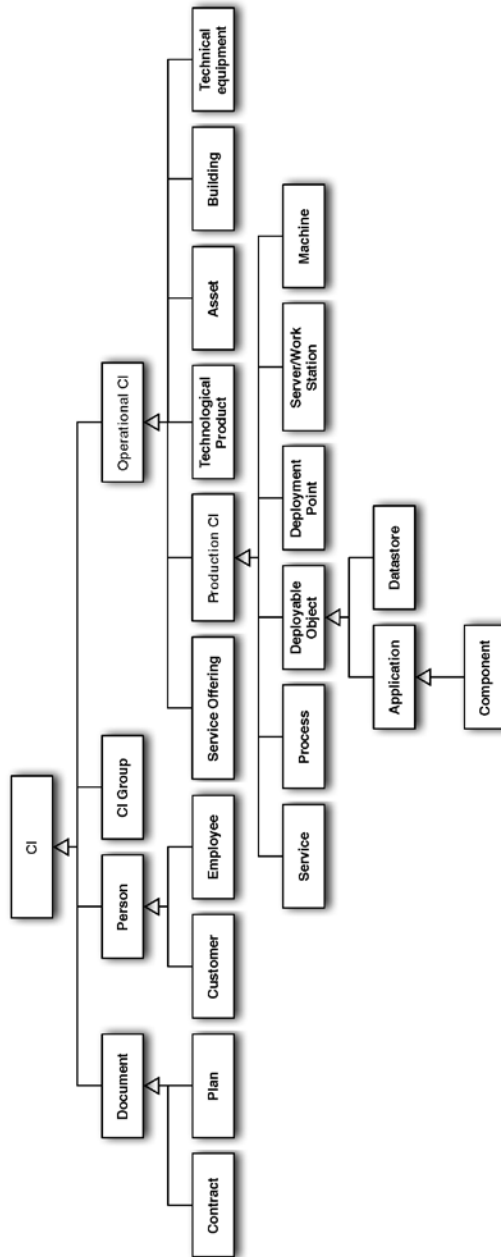 CI
Document
Person
CI Group
Operational CI
Contract
Plan
Customer
Employee
Service Offering
Production CI
Technological
Product
Asset
Building
Technical
equipment
Service
Process
Deployable
Object
Deployment
Point
Server/Work
Station
Machine
Application
Datastore
Component